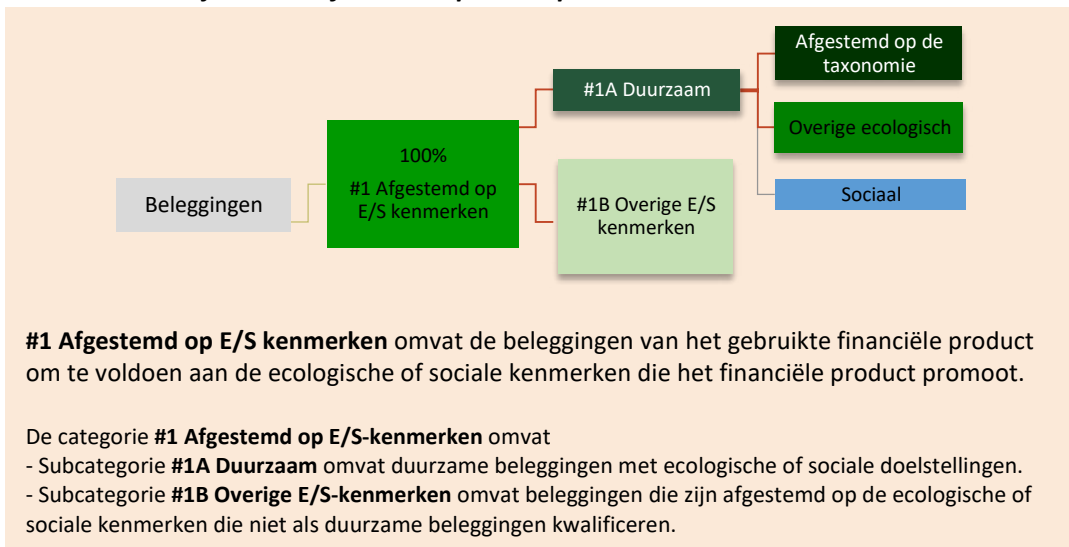 Beleggingen
100%
#1 Afgestemd op
E/S kenmerken
#1A Duurzaam
#1B Overige E/S
kenmerken
Afgestemd op de
taxonomie
Overige ecologisch
Sociaal
#1 Afgestemd op E/S kenmerken omvat de beleggingen van het gebruikte financiële product
om te voldoen aan de ecologische of sociale kenmerken die het financiële product promoot.
De categorie #1 Afgestemd op E/S-kenmerken omvat
- Subcategorie #1A Duurzaam omvat duurzame beleggingen met ecologische of sociale doelstellingen.
- Subcategorie #1B Overige E/S-kenmerken omvat beleggingen die zijn afgestemd op de ecologische of
sociale kenmerken die niet als duurzame beleggingen kwalificeren.